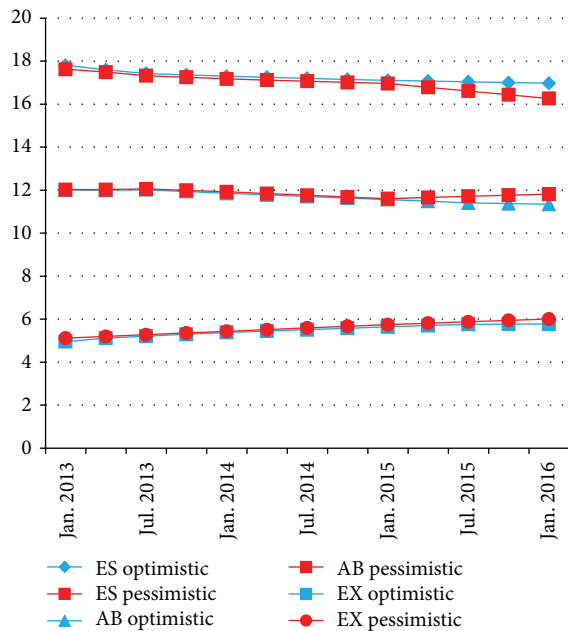 20
18
16
14
12
10
8
6
4
2
0
Jan. 2013
Jul. 2013
Jan. 2014
Jul. 2014
Jan. 2015
Jul. 2015
Jan. 2016
ES optimistic
ES pessimistic
AB optimistic
AB pessimistic
EX optimistic
EX pessimistic